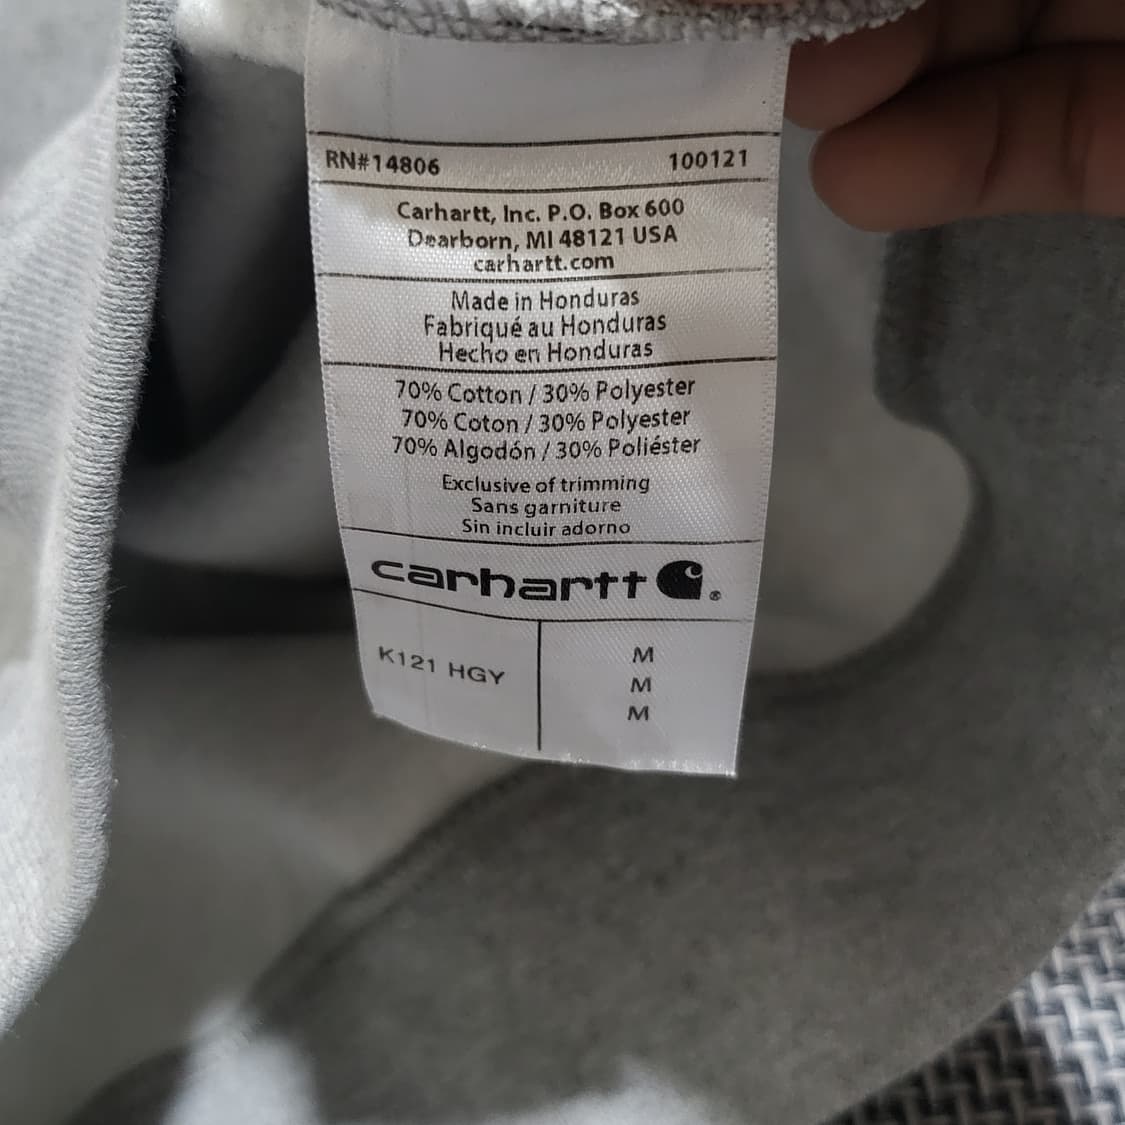 RN#14806 100121
Carhartt, Inc. P.O. Box 600
Dearborn, MI 48121 USA
carhartt.com
Made in Honduras
Fabriqué au Honduras
Hecho en Honduras
70% Cotton / 30% Polyester
70% Coton / 30% Polyester
70% Algodón / 30% Poliéster
Exclusive of trimming
Sans garniture
Sin incluir adorno
carhartt ®
K121 HGY
M
M
M